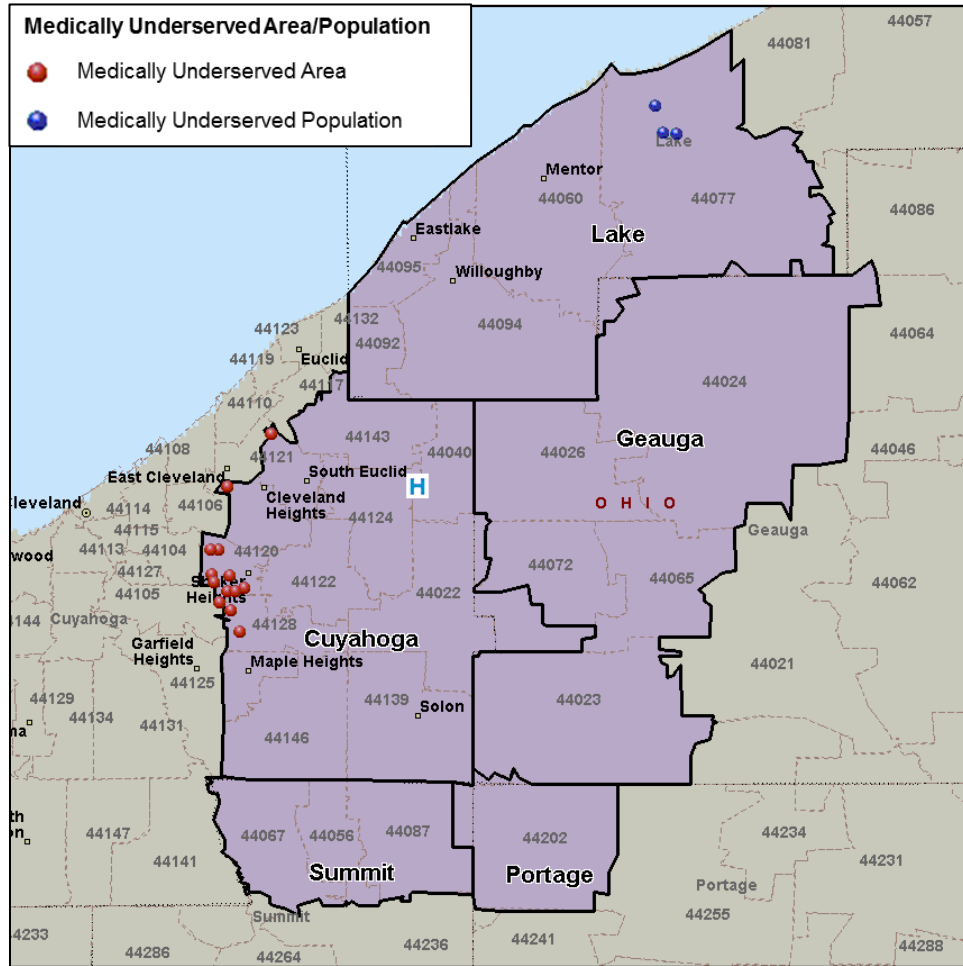 Medically Underserved Area/Population
Medically Underserved Area
Medically Underserved Population
44057
44081
Lake
Mentor
44060
44077
44086
Lake
Eastlake
44095
Willoughby
44094
44132
44123
44092
44064
44119
Euclid
44117
44024
44110
44143
Geauga
44108
44121
44040
44026
44046
East Cleveland
South Euclid
H
Cleveland
Heights
OHIO
Cleveland
44106
44114
44124
44115
Geauga
44113
44104
44120
44072
44127
Shaker
Heights
44122
44065
44105
44022
44062
44144
Cuyahoga
44128
Cuyahoga
Garfield
Heights
Maple Heights
44021
44125
44139
44023
44129
Solon
44134
44131
44146
44147
44067
44056
44087
44202
44234
44231
44141
Summit
Portage
Portage
44255
Summit
44233
44286
44264
44236
44241
44288